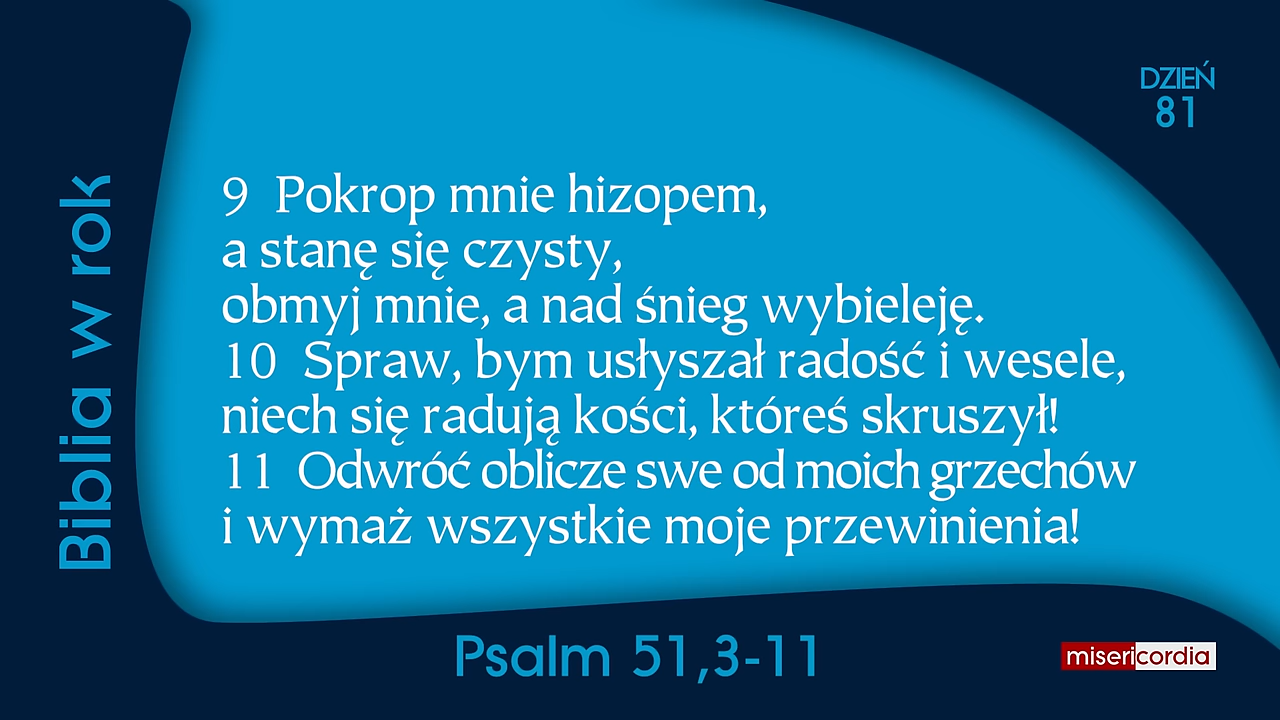 DZIEŃ
81
Biblia w rok
9 Pokrop mnie hizopem,
a stanę się czysty,
obmyj mnie, a nad śnieg wybieleję.
10 Spraw, bym usłyszał radość i wesele,
niech się radują kości, któreś skruszył!
11 Odwróć oblicze swe od moich grzechów
i wymaż wszystkie moje przewinienia!
Psalm 51,3-11
misericordia